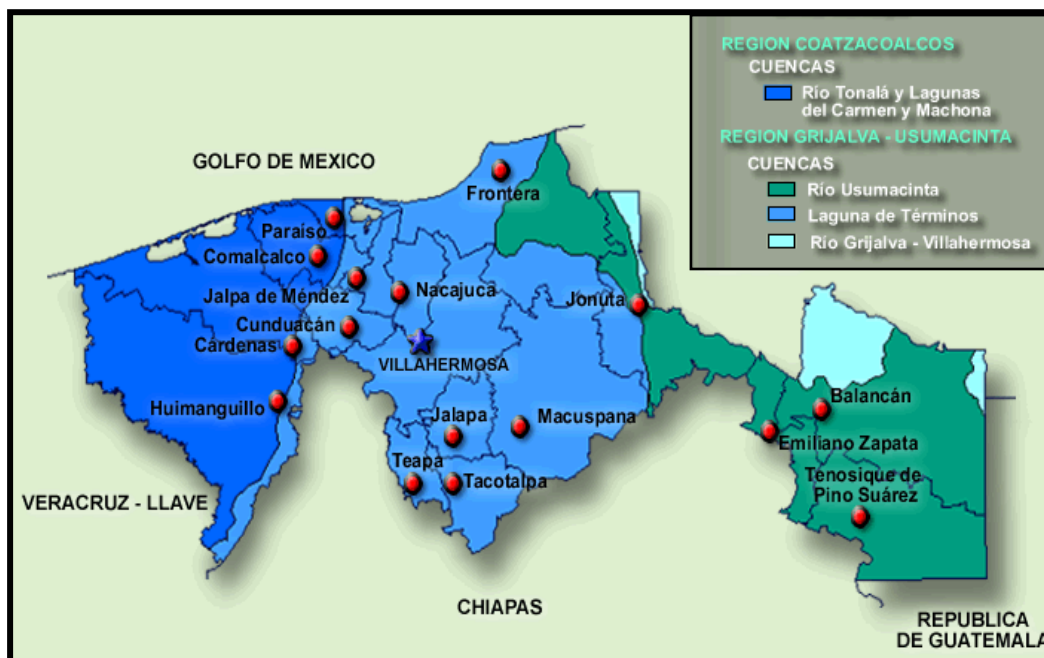 REGION COATZACOALCOS
CUENCAS
Río Tonalá y Lagunas
del Carmen y Machona
REGION GRIJALVA - USUMACINTA
CUENCAS
Río Usumacinta
Laguna de Términos
Río Grijalva - Villahermosa
GOLFO DE MEXICO
Frontera
Paraíso
Comalcalco
Jalpa de Méndez
Nacajuca
Jonuta
Cunduacán
Cárdenas
VILLAHERMOSA
Huimanguillo
Jalapa
Macuspana
Balancán
Emiliano Zapata
Teapa
Tacotalpa
Tenosique de
Pino Suárez
VERACRUZ - LLAVE
CHIAPAS
REPUBLICA
DE GUATEMALA